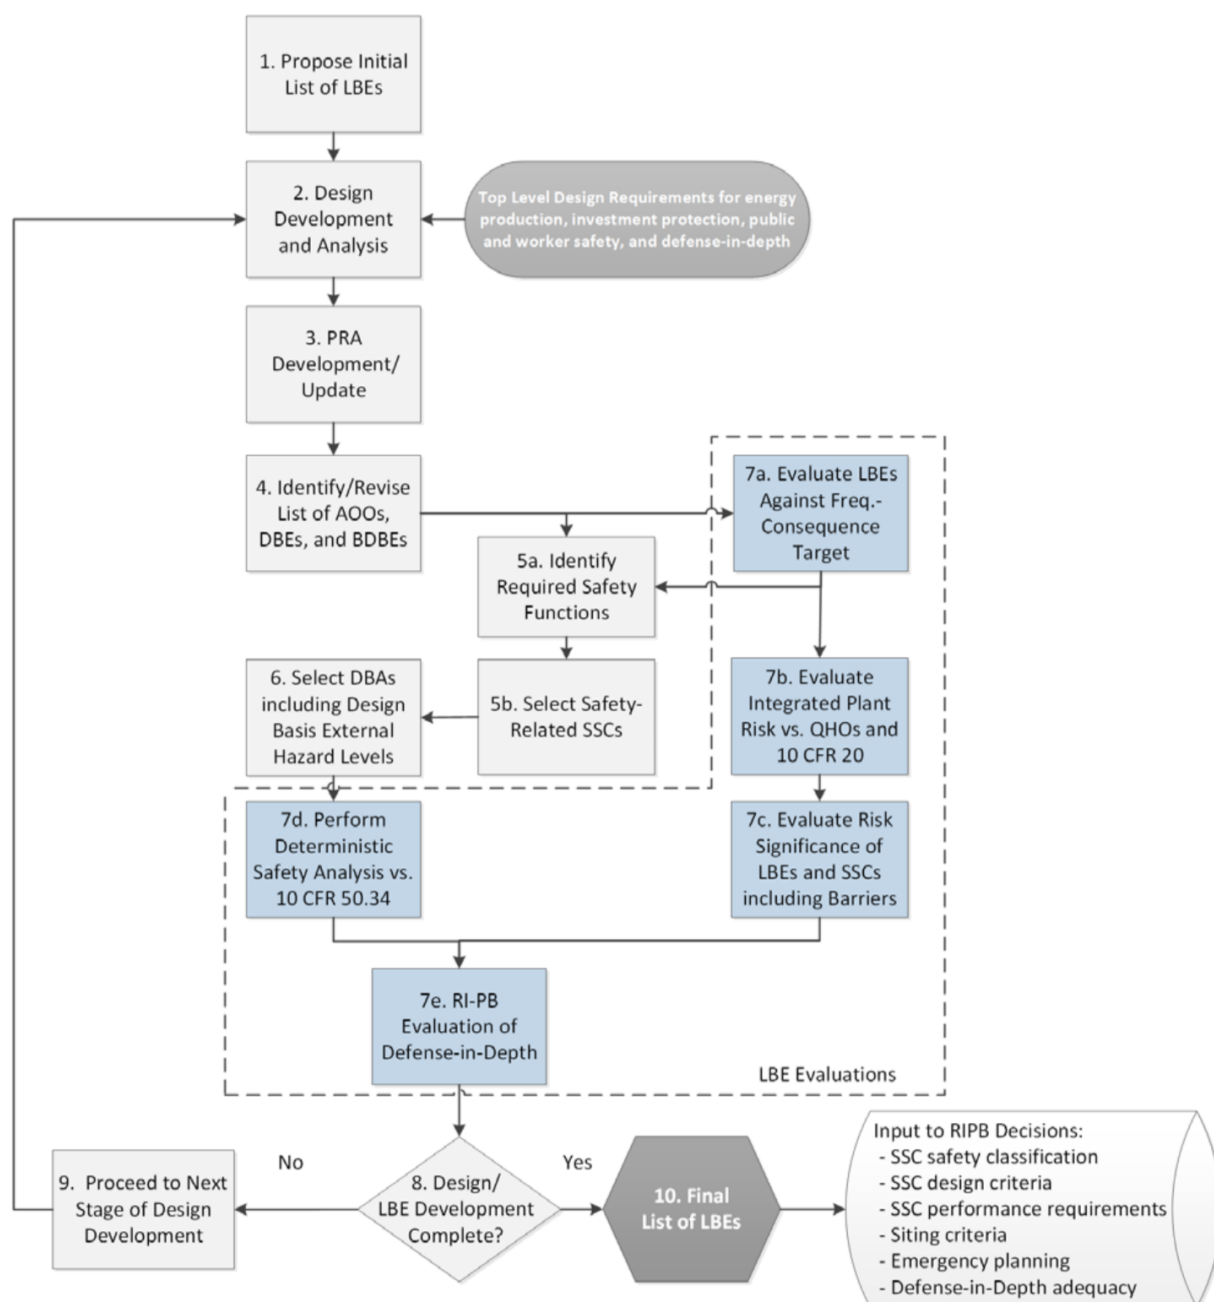 1. Propose Initial
List of LBEs
2. Design
Development
and Analysis
Top Level Design Requirements for energy
production, investment protection, public
and worker safety, and defense-in-depth
3. PRA
Development/
Update
4. Identify/Revise
List of AOOs,
DBEs, and BDBEs
7a. Evaluate LBEs
Against Freq.-
Consequence
Target
5a. Identify
Required Safety
Functions
6. Select DBAs
including Design
Basis External
Hazard Levels
5b. Select Safety-
Related SSCs
7b. Evaluate
Integrated Plant
Risk vs. QHOs and
10 CFR 20
7d. Perform
Deterministic
Safety Analysis vs.
10 CFR 50.34
7c. Evaluate Risk
Significance of
LBEs and SSCs
including Barriers
7e. RI-PB
Evaluation of
Defense-in-Depth
LBE Evaluations
9. Proceed to Next
Stage of Design
Development
No
8. Design/
LBE Development
Complete?
Yes
10. Final
List of LBEs
Input to RIPB Decisions:
- SSC safety classification
- SSC design criteria
- SSC performance requirements
- Siting criteria
- Emergency planning
- Defense-in-Depth adequacy